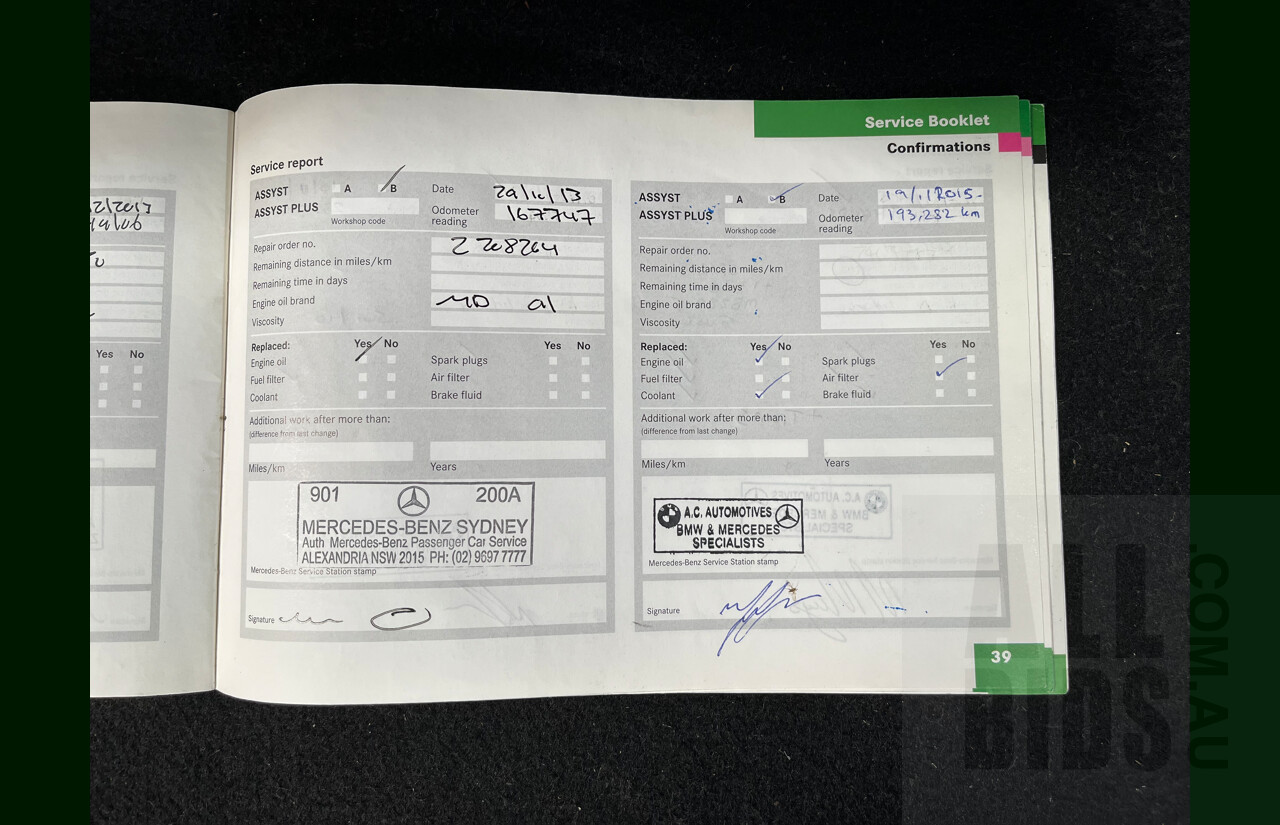 Service Booklet
Confirmations
Service report
ASSYST A B Date
ASSYST PLUS Odometer reading 167747
Workshop code
Repair order no.
Remaining distance in miles/km
Remaining time in days
Engine oil brand
Viscosity
Replaced: Yes No Yes No
Engine oil Spark plugs
Fuel filter Air filter
Coolant Brake fluid
Additional work after more than:
(difference from last change)
Miles/km Years
901 200A
MERCEDES-BENZ SYDNEY
Auth Mercedes-Benz Passenger Car Service
ALEXANDRIA NSW 2015 PH: (02) 9697 7777
Mercedes-Benz Service Station stamp
Signature
ASSYST A B Date 19/1/2015.
ASSYST PLUS Odometer reading 193,282 km
Workshop code
Repair order no.
Remaining distance in miles/km
Remaining time in days
Engine oil brand
Viscosity
Replaced: Yes No Yes No
Engine oil Spark plugs
Fuel filter Air filter
Coolant Brake fluid
Additional work after more than:
(difference from last change)
Miles/km Years
A.C. AUTOMOTIVES
BMW & MERCEDES
SPECIALISTS
Mercedes-Benz Service Station stamp
Signature
39
Yes No
ALL
BIDS
.COM.AU